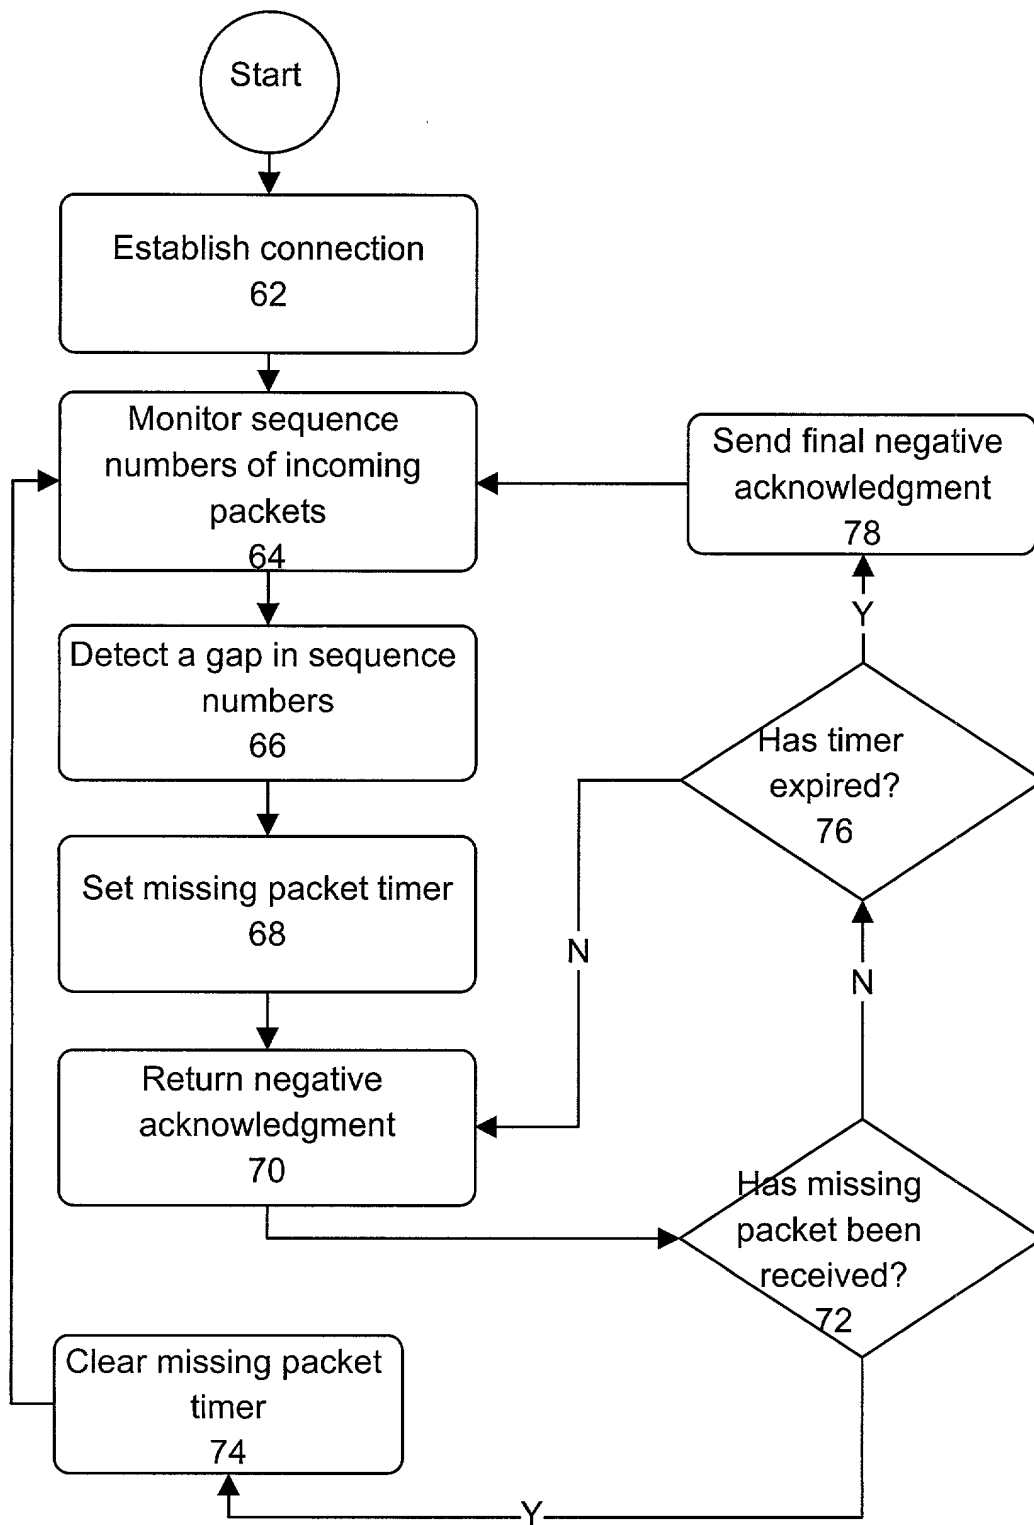 Start
Establish connection
62
Monitor sequence
numbers of incoming
packets
64
Send final negative
acknowledgment
78
Y
Detect a gap in sequence
numbers
66
Has timer
expired?
76
Set missing packet timer
68
N
N
Return negative
acknowledgment
70
Has missing
packet been
received?
72
Clear missing packet
timer
74
Y